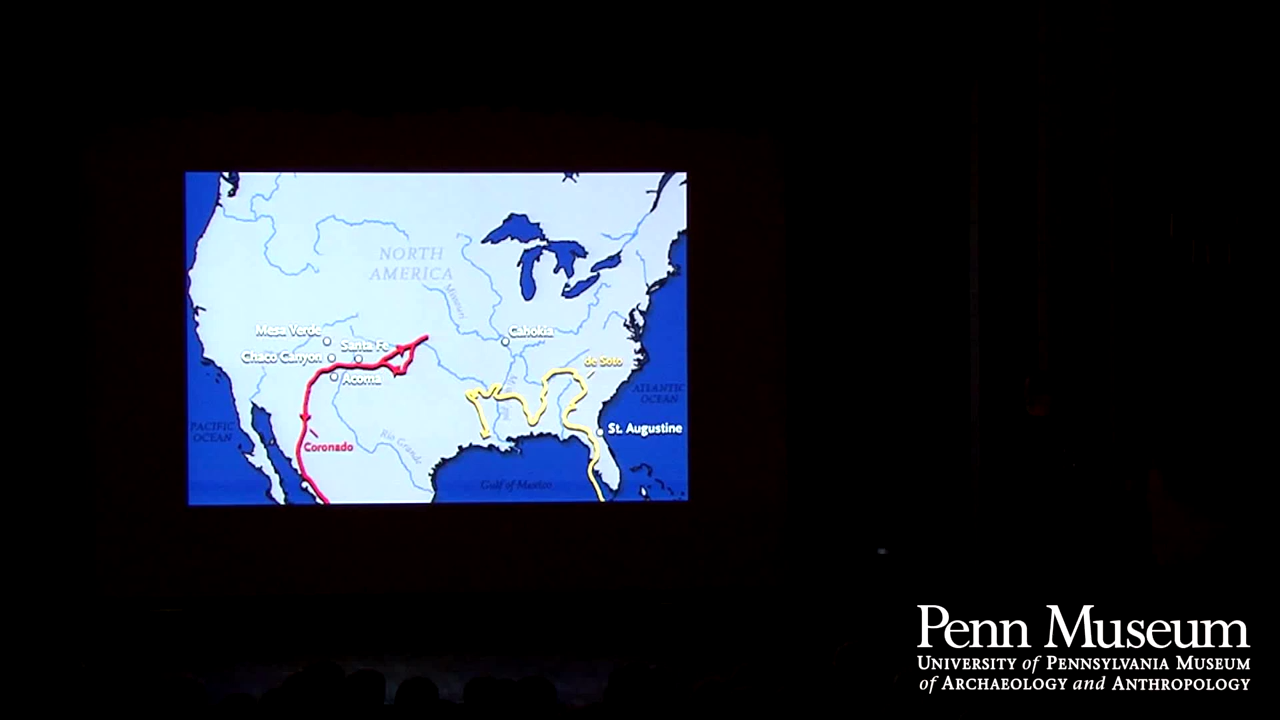 NORTH
AMERICA
Missouri
Mesa Verde
Cahokia
Santa Fe
Chaco Canyon
Acoma
de Soto
ATLANTIC
OCEAN
PACIFIC
OCEAN
St. Augustine
Coronado
Rio Grande
Gulf of Mexico
Penn Museum
UNIVERSITY of PENNSYLVANIA MUSEUM
of ARCHAEOLOGY and ANTHROPOLOGY